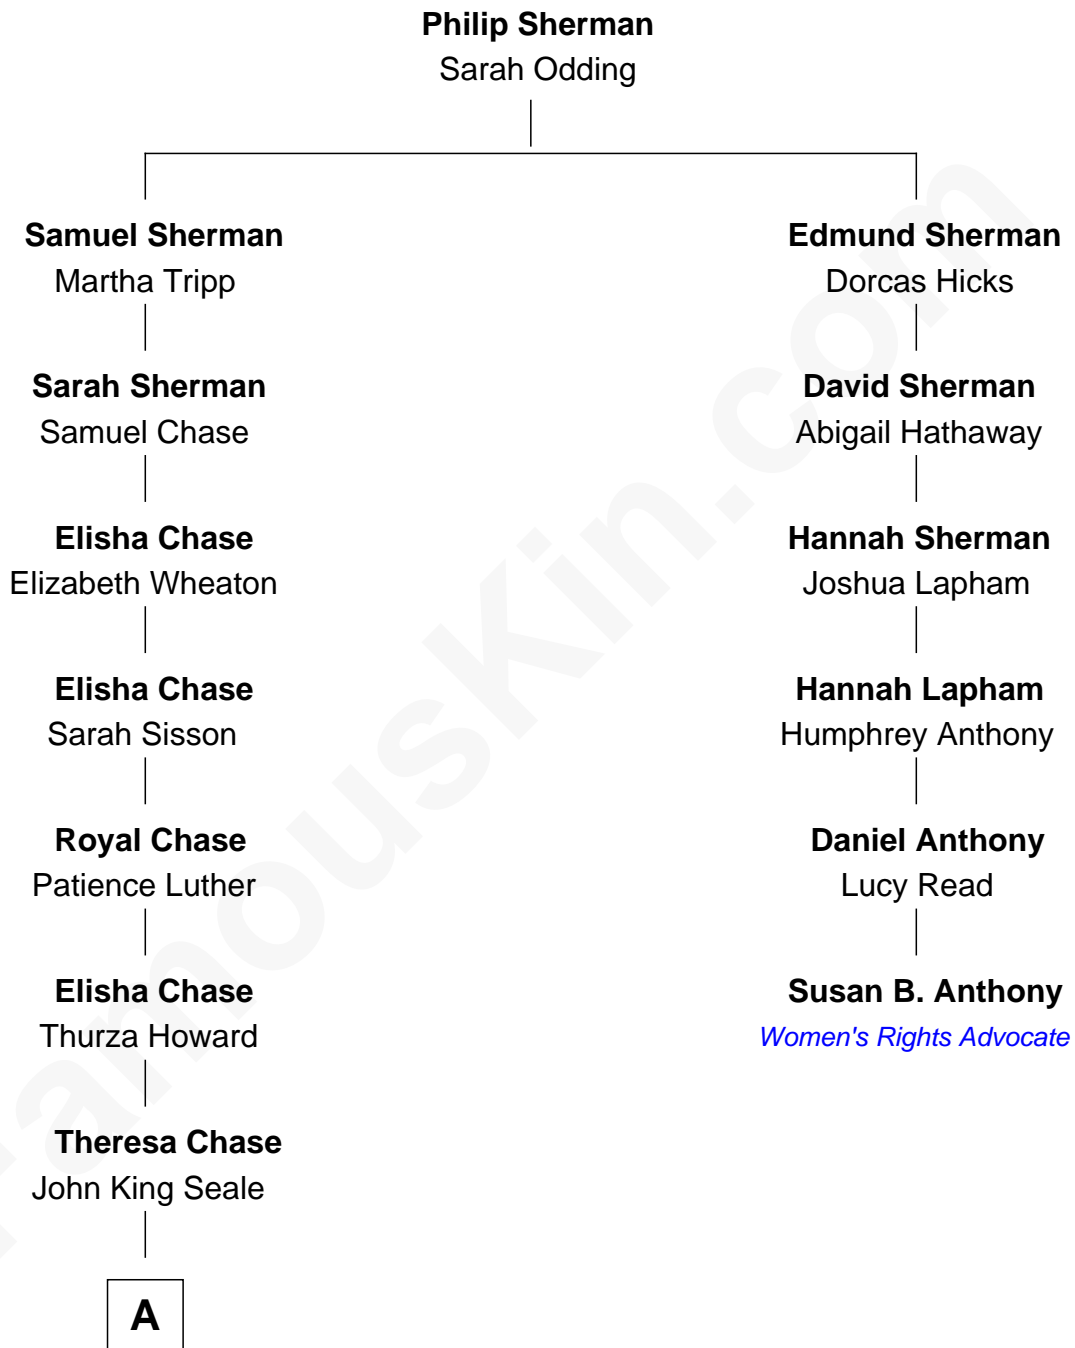 Philip Sherman
Sarah Odding
Samuel Sherman
Martha Tripp
Sarah Sherman
Samuel Chase
Elisha Chase
Elizabeth Wheaton
Elisha Chase
Sarah Sisson
Royal Chase
Patience Luther
Elisha Chase
Thurza Howard
Theresa Chase
John King Seale
A
Edmund Sherman
Dorcas Hicks
David Sherman
Abigail Hathaway
Hannah Sherman
Joshua Lapham
Hannah Lapham
Humphrey Anthony
Daniel Anthony
Lucy Read
Susan B. Anthony
Women's Rights Advocate
FamousKin.com